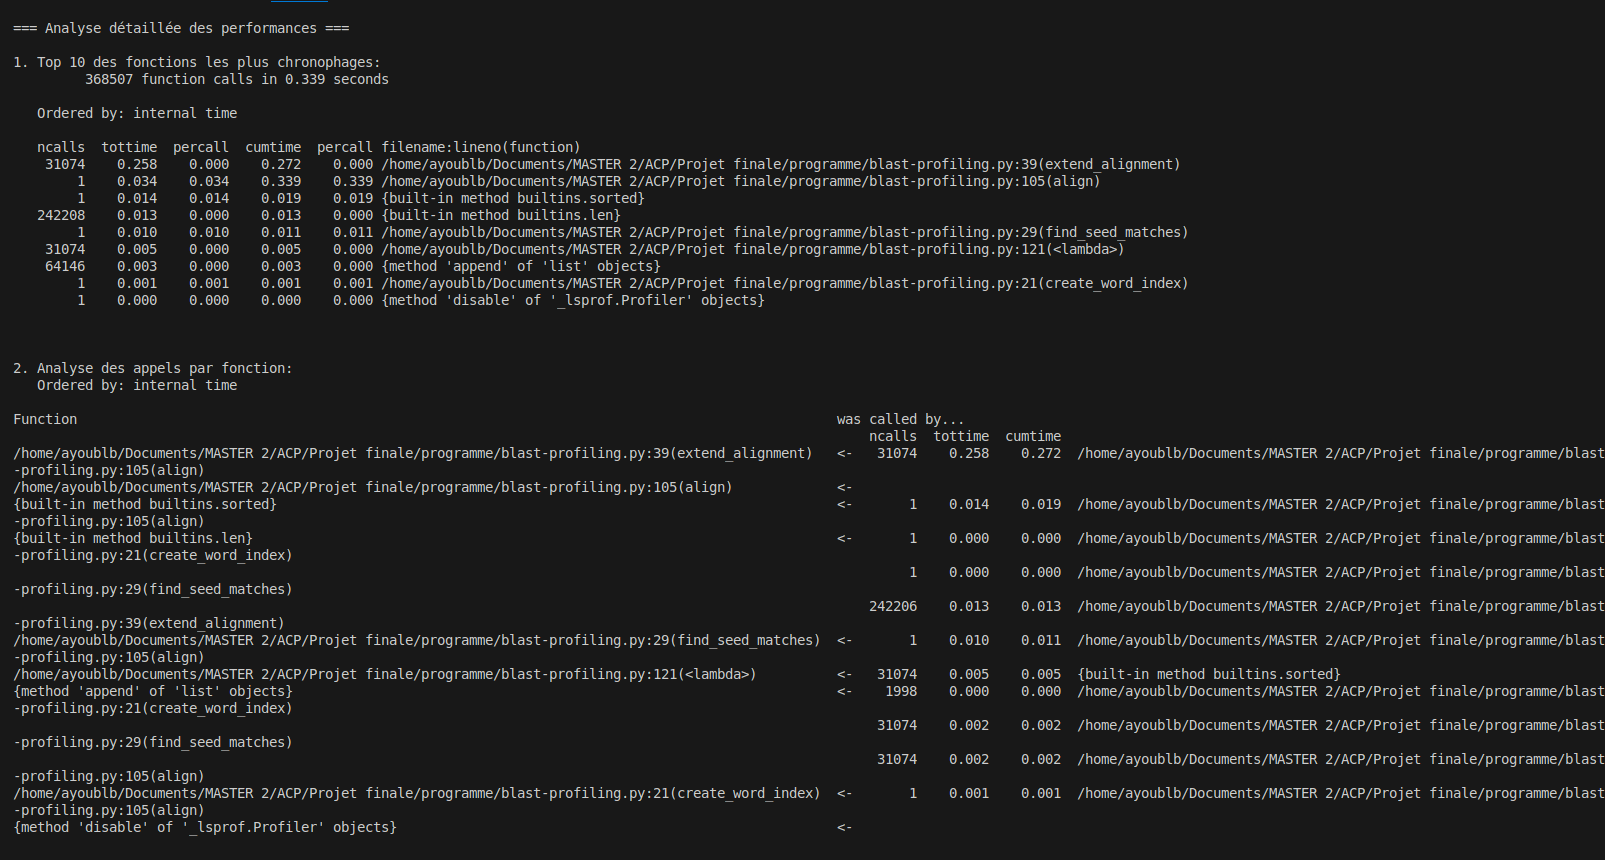 === Analyse détaillée des performances ===
1. Top 10 des fonctions les plus chronophages:
368507 function calls in 0.339 seconds
Ordered by: internal time
ncalls  tottime  percall  cumtime  percall filename:lineno(function)
31074    0.258    0.000    0.272    0.000 /home/ayoublb/Documents/MASTER 2/ACP/Projet finale/programme/blast-profiling.py:39(extend_alignment)
1    0.034    0.034    0.339    0.339 /home/ayoublb/Documents/MASTER 2/ACP/Projet finale/programme/blast-profiling.py:105(align)
1    0.014    0.014    0.019    0.019 {built-in method builtins.sorted}
242208    0.013    0.000    0.013    0.000 {built-in method builtins.len}
1    0.010    0.010    0.011    0.011 /home/ayoublb/Documents/MASTER 2/ACP/Projet finale/programme/blast-profiling.py:29(find_seed_matches)
31074    0.005    0.000    0.005    0.000 /home/ayoublb/Documents/MASTER 2/ACP/Projet finale/programme/blast-profiling.py:121(<lambda>)
64146    0.003    0.000    0.003    0.000 {method 'append' of 'list' objects}
1    0.001    0.001    0.001    0.001 /home/ayoublb/Documents/MASTER 2/ACP/Projet finale/programme/blast-profiling.py:21(create_word_index)
1    0.000    0.000    0.000    0.000 {method 'disable' of '_lsprof.Profiler' objects}
2. Analyse des appels par fonction:
Ordered by: internal time
Function was called by...
ncalls  tottime  cumtime
/home/ayoublb/Documents/MASTER 2/ACP/Projet finale/programme/blast-profiling.py:39(extend_alignment)   <-   31074    0.258    0.272  /home/ayoublb/Documents/MASTER 2/ACP/Projet finale/programme/blast
-profiling.py:105(align)
/home/ayoublb/Documents/MASTER 2/ACP/Projet finale/programme/blast-profiling.py:105(align)   <-
{built-in method builtins.sorted}   <-       1    0.014    0.019  /home/ayoublb/Documents/MASTER 2/ACP/Projet finale/programme/blast
-profiling.py:105(align)
{built-in method builtins.len}   <-       1    0.000    0.000  /home/ayoublb/Documents/MASTER 2/ACP/Projet finale/programme/blast
-profiling.py:21(create_word_index)
1    0.000    0.000  /home/ayoublb/Documents/MASTER 2/ACP/Projet finale/programme/blast
-profiling.py:29(find_seed_matches)
242206    0.013    0.013  /home/ayoublb/Documents/MASTER 2/ACP/Projet finale/programme/blast
-profiling.py:39(extend_alignment)
/home/ayoublb/Documents/MASTER 2/ACP/Projet finale/programme/blast-profiling.py:29(find_seed_matches)  <-       1    0.010    0.011  /home/ayoublb/Documents/MASTER 2/ACP/Projet finale/programme/blast
-profiling.py:105(align)
/home/ayoublb/Documents/MASTER 2/ACP/Projet finale/programme/blast-profiling.py:121(<lambda>)   <-   31074    0.005    0.005  {built-in method builtins.sorted}
{method 'append' of 'list' objects}   <-    1998    0.000    0.000  /home/ayoublb/Documents/MASTER 2/ACP/Projet finale/programme/blast
-profiling.py:21(create_word_index)
31074    0.002    0.002  /home/ayoublb/Documents/MASTER 2/ACP/Projet finale/programme/blast
-profiling.py:29(find_seed_matches)
31074    0.002    0.002  /home/ayoublb/Documents/MASTER 2/ACP/Projet finale/programme/blast
-profiling.py:105(align)
/home/ayoublb/Documents/MASTER 2/ACP/Projet finale/programme/blast-profiling.py:21(create_word_index)  <-       1    0.001    0.001  /home/ayoublb/Documents/MASTER 2/ACP/Projet finale/programme/blast
-profiling.py:105(align)
{method 'disable' of '_lsprof.Profiler' objects}   <-